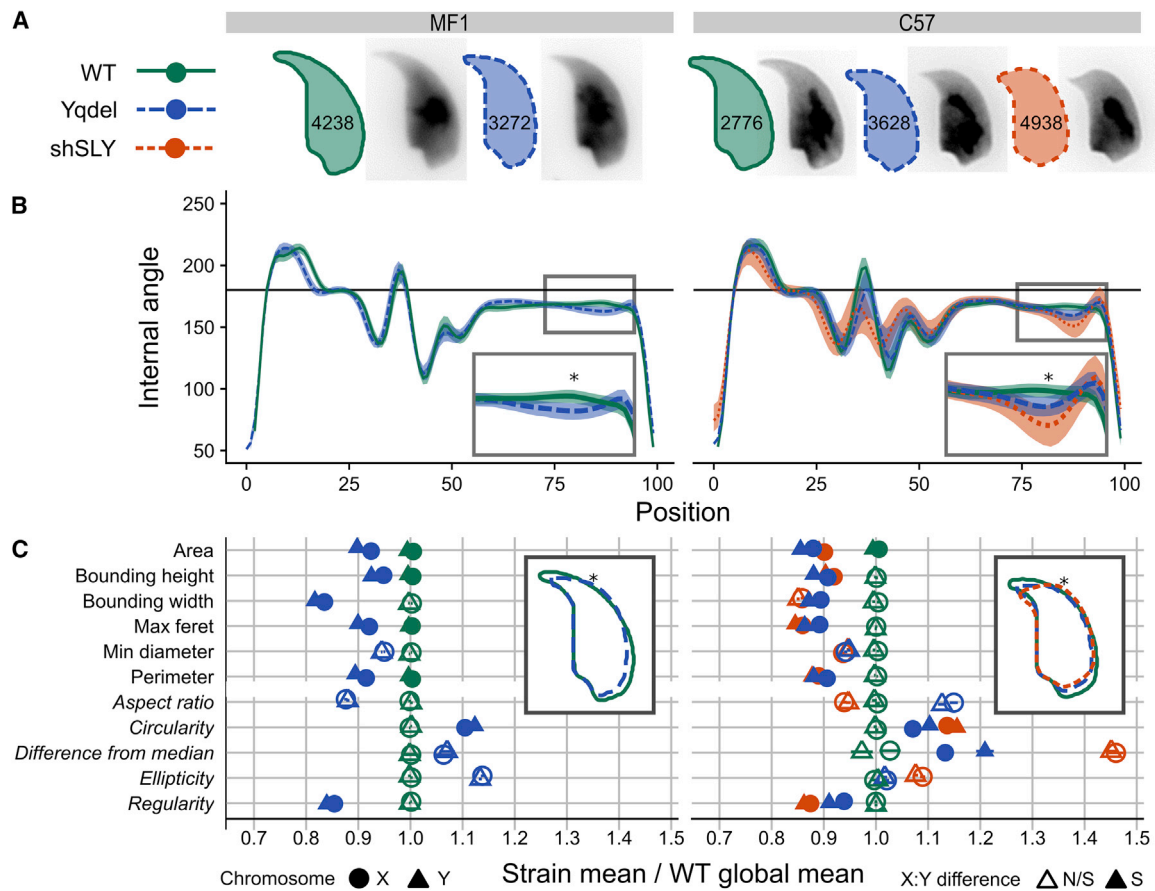 A
MF1
C57
WT
Yqdel
shSLY
4238
3272
2776
3628
4938
B
Internal angle
250
200
150
100
50
*
*
0 25 50 75 100
0 25 50 75 100
Position
C
Area
Bounding height
Bounding width
Max feret
Min diameter
Perimeter
Aspect ratio
Circularity
Difference from median
Ellipticity
Regularity
*
*
0.7 0.8 0.9 1.0 1.1 1.2 1.3 1.4 1.5
0.7 0.8 0.9 1.0 1.1 1.2 1.3 1.4 1.5
Strain mean / WT global mean
Chromosome X Y
X:Y difference N/S S